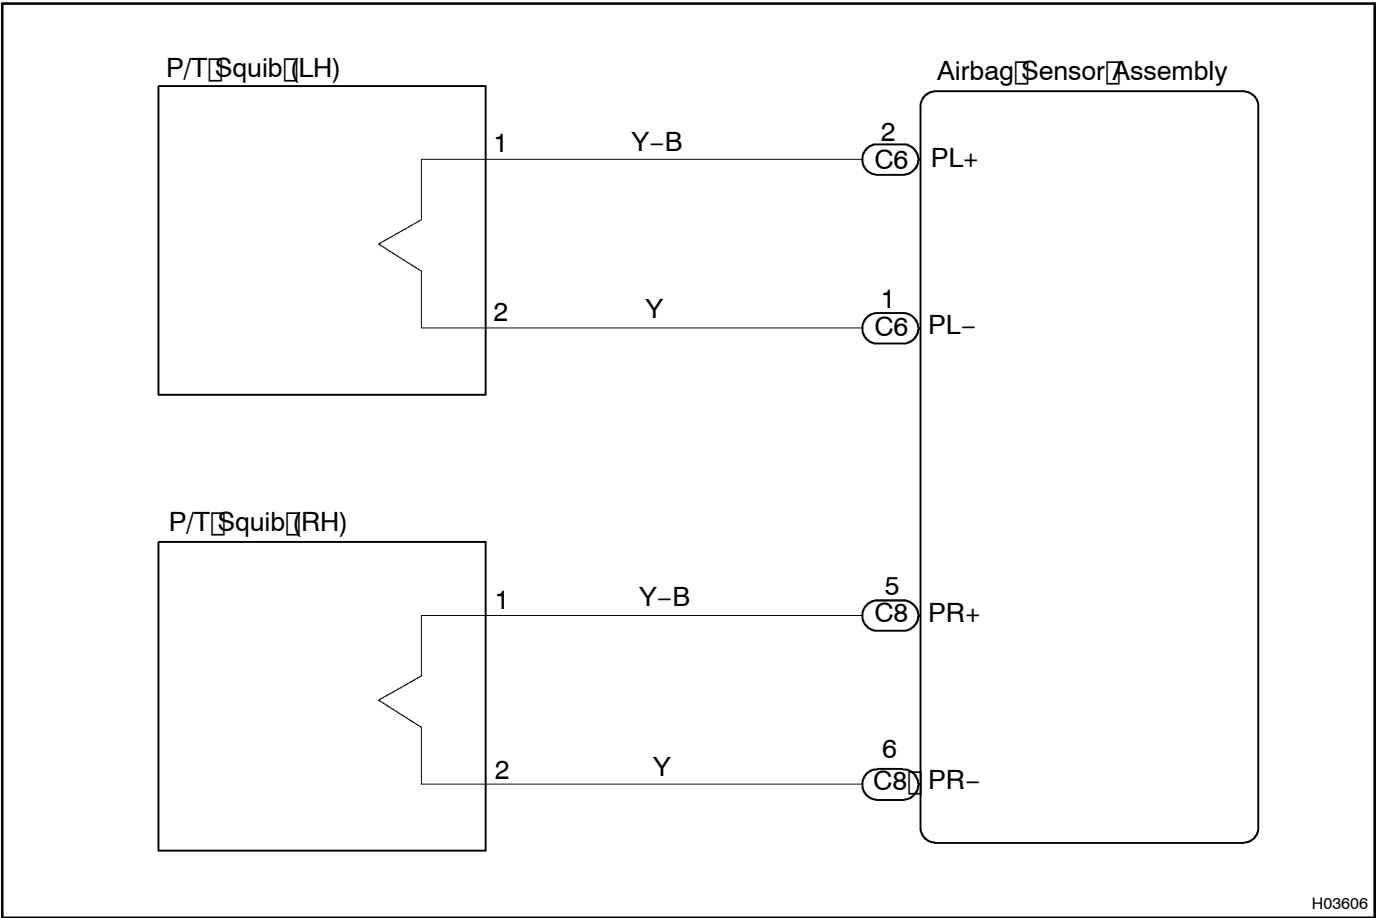 P/T Squib (LH)
Airbag Sensor Assembly
1 Y–B 2 C6 PL+
2 Y 1 C6 PL–
P/T Squib (RH)
1 Y–B 5 C8 PR+
2 Y 6 C8 PR–
H03606